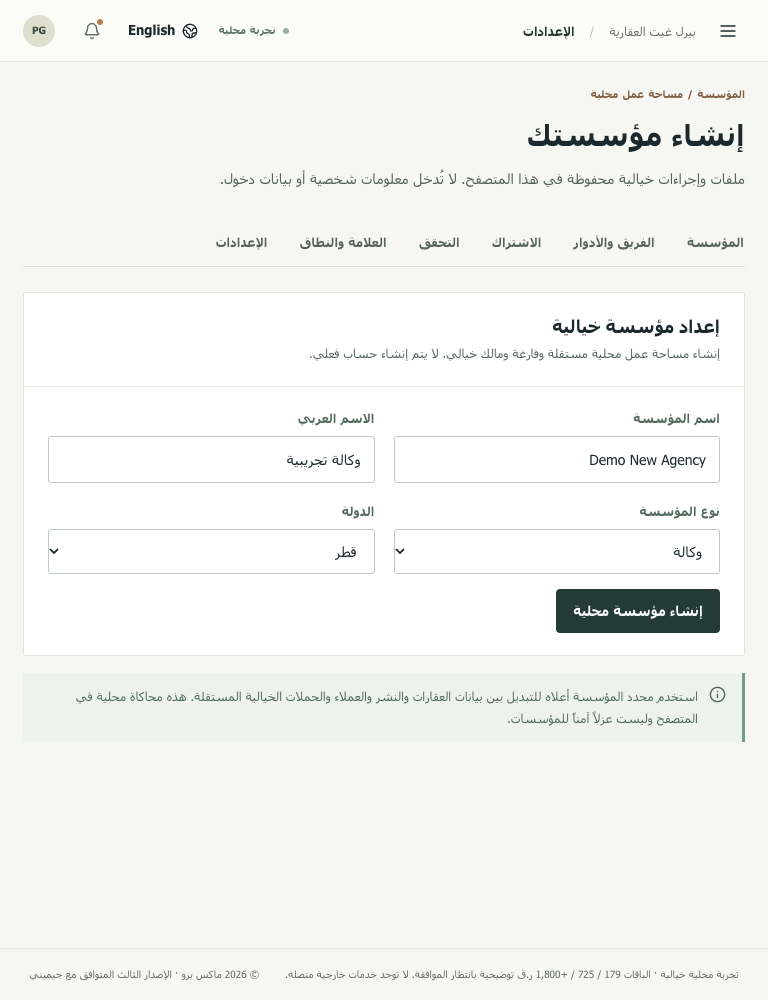 بيرل غيت العقارية / الإعدادات
تجربة محلية
English
PG
المؤسسة / مساحة عمل محلية
إنشاء مؤسستك
ملفات وإجراءات خيالية محفوظة في هذا المتصفح. لا تُدخل معلومات شخصية أو بيانات دخول.
المؤسسة
الفريق والأدوار
الاشتراك
التحقق
العلامة والنطاق
الإعدادات
إعداد مؤسسة خيالية
إنشاء مساحة عمل محلية مستقلة وفارغة ومالك خيالي. لا يتم إنشاء حساب فعلي.
اسم المؤسسة
Demo New Agency
الاسم العربي
وكالة تجريبية
نوع المؤسسة
وكالة
الدولة
قطر
إنشاء مؤسسة محلية
استخدم محدد المؤسسة أعلاه للتبديل بين بيانات العقارات والنشر والعملاء والحملات الخيالية المستقلة. هذه محاكاة محلية في
المتصفح وليست عزلاً آمناً للمؤسسات.
تجربة محلية خيالية · الباقات 179 / 725 / +1,800 ر.ق توضيحية بانتظار الموافقة. لا توجد خدمات خارجية متصلة.
© 2026 ماكس برو · الإصدار الثالث المتوافق مع جيميني